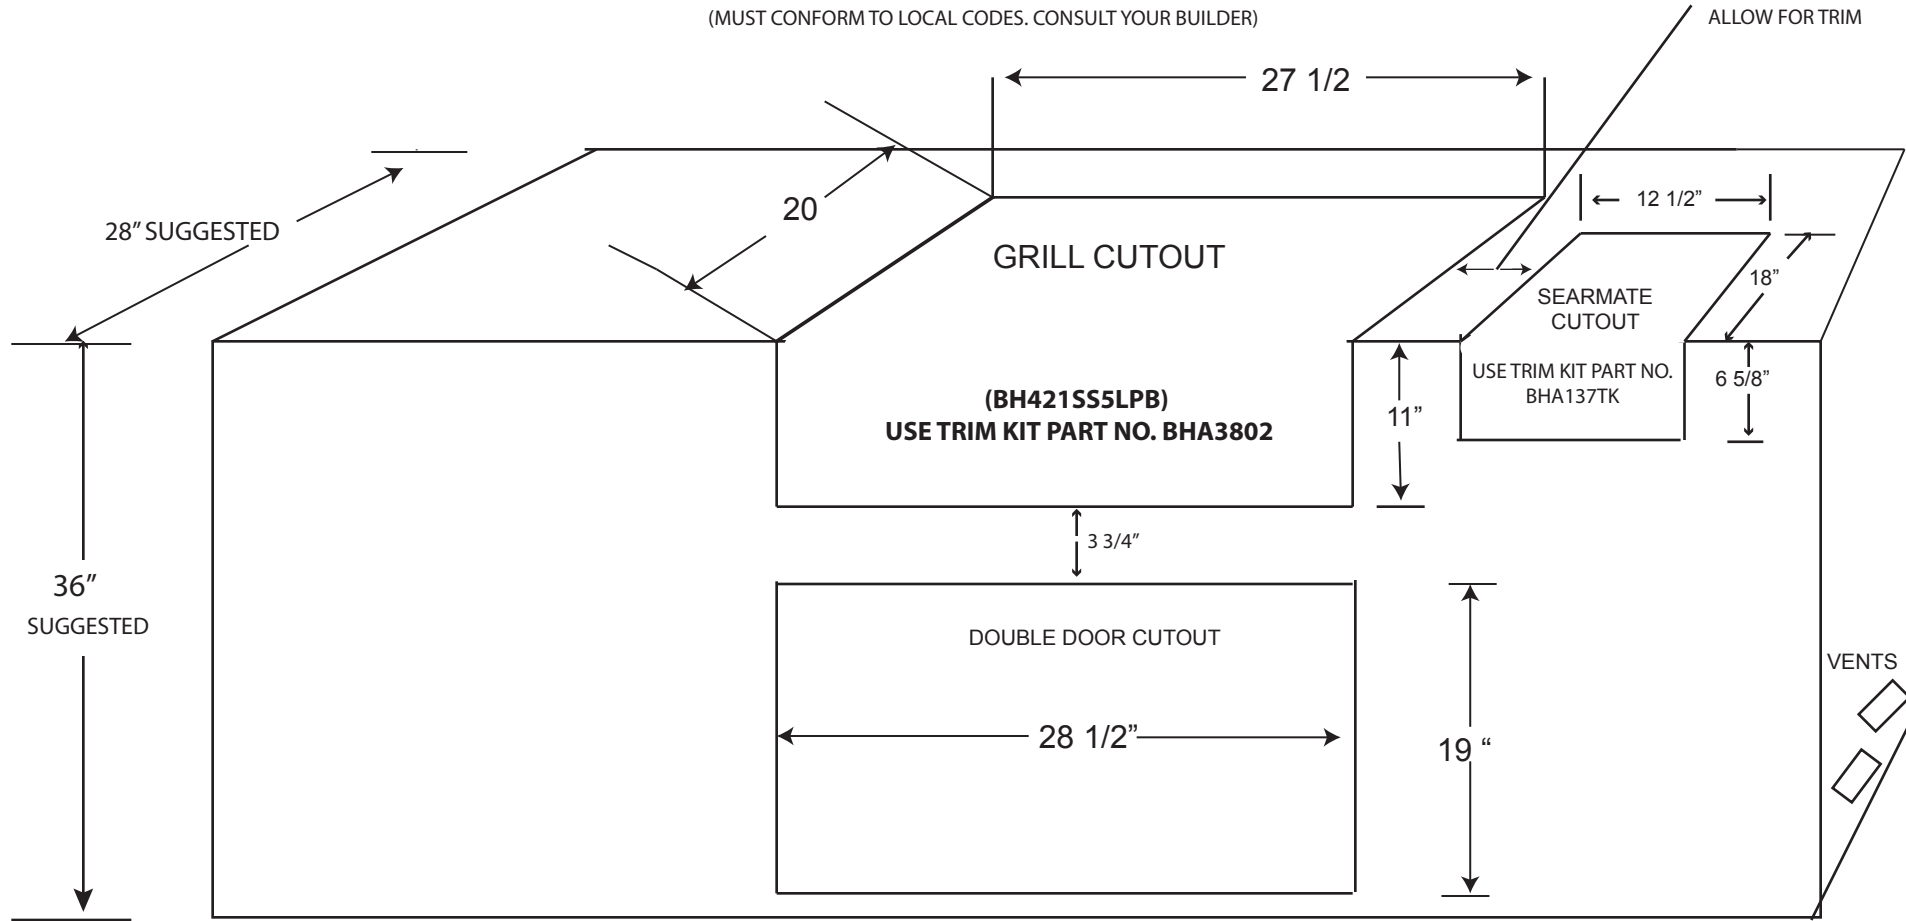 (MUST CONFORM TO LOCAL CODES. CONSULT YOUR BUILDER)
ALLOW FOR TRIM
27 1/2
12 1/2”
20
28” SUGGESTED
GRILL CUTOUT
18”
SEARMATE
CUTOUT
USE TRIM KIT PART NO.
BHA137TK
6 5/8”
(BH421SS5LPB)
USE TRIM KIT PART NO. BHA3802
11”
3 3/4”
36”
SUGGESTED
DOUBLE DOOR CUTOUT
VENTS
28 1/2”
19 “